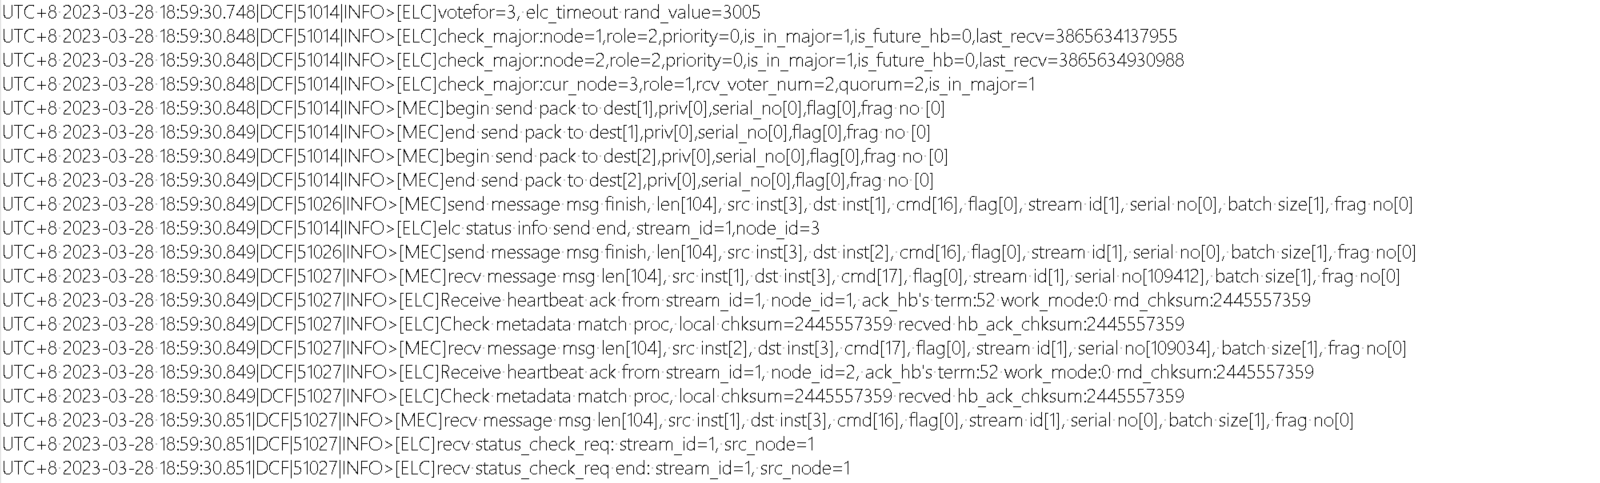 UTC+8 2023-03-28 18:59:30.748|DCF|51014|INFO>[ELC]votefor=3, elc_timeout rand_value=3005
UTC+8 2023-03-28 18:59:30.848|DCF|51014|INFO>[ELC]check_major:node=1,role=2,priority=0,is_in_major=1,is_future_hb=0,last_recv=3865634137955
UTC+8 2023-03-28 18:59:30.848|DCF|51014|INFO>[ELC]check_major:node=2,role=2,priority=0,is_in_major=1,is_future_hb=0,last_recv=3865634930988
UTC+8 2023-03-28 18:59:30.848|DCF|51014|INFO>[ELC]check_major:cur_node=3,role=1,rcv_voter_num=2,quorum=2,is_in_major=1
UTC+8 2023-03-28 18:59:30.848|DCF|51014|INFO>[MEC]begin send pack to dest[1],priv[0],serial_no[0],flag[0],frag no [0]
UTC+8 2023-03-28 18:59:30.849|DCF|51014|INFO>[MEC]end send pack to dest[1],priv[0],serial_no[0],flag[0],frag no [0]
UTC+8 2023-03-28 18:59:30.849|DCF|51014|INFO>[MEC]begin send pack to dest[2],priv[0],serial_no[0],flag[0],frag no [0]
UTC+8 2023-03-28 18:59:30.849|DCF|51014|INFO>[MEC]end send pack to dest[2],priv[0],serial_no[0],flag[0],frag no [0]
UTC+8 2023-03-28 18:59:30.849|DCF|51026|INFO>[MEC]send message msg finish, len[104], src inst[3], dst inst[1], cmd[16], flag[0], stream id[1], serial no[0], batch size[1], frag no[0]
UTC+8 2023-03-28 18:59:30.849|DCF|51014|INFO>[ELC]elc status info send end, stream_id=1,node_id=3
UTC+8 2023-03-28 18:59:30.849|DCF|51026|INFO>[MEC]send message msg finish, len[104], src inst[3], dst inst[2], cmd[16], flag[0], stream id[1], serial no[0], batch size[1], frag no[0]
UTC+8 2023-03-28 18:59:30.849|DCF|51027|INFO>[MEC]recv message msg len[104], src inst[1], dst inst[3], cmd[17], flag[0], stream id[1], serial no[109412], batch size[1], frag no[0]
UTC+8 2023-03-28 18:59:30.849|DCF|51027|INFO>[ELC]Receive heartbeat ack from stream_id=1, node_id=1, ack_hb's term:52 work_mode:0 md_chksum:2445557359
UTC+8 2023-03-28 18:59:30.849|DCF|51027|INFO>[ELC]Check metadata match proc, local chksum=2445557359 recved hb_ack_chksum:2445557359
UTC+8 2023-03-28 18:59:30.849|DCF|51027|INFO>[MEC]recv message msg len[104], src inst[2], dst inst[3], cmd[17], flag[0], stream id[1], serial no[109034], batch size[1], frag no[0]
UTC+8 2023-03-28 18:59:30.849|DCF|51027|INFO>[ELC]Receive heartbeat ack from stream_id=1, node_id=2, ack_hb's term:52 work_mode:0 md_chksum:2445557359
UTC+8 2023-03-28 18:59:30.849|DCF|51027|INFO>[ELC]Check metadata match proc, local chksum=2445557359 recved hb_ack_chksum:2445557359
UTC+8 2023-03-28 18:59:30.851|DCF|51027|INFO>[MEC]recv message msg len[104], src inst[1], dst inst[3], cmd[16], flag[0], stream id[1], serial no[0], batch size[1], frag no[0]
UTC+8 2023-03-28 18:59:30.851|DCF|51027|INFO>[ELC]recv status_check_req: stream_id=1, src_node=1
UTC+8 2023-03-28 18:59:30.851|DCF|51027|INFO>[ELC]recv status_check_req end: stream_id=1, src_node=1